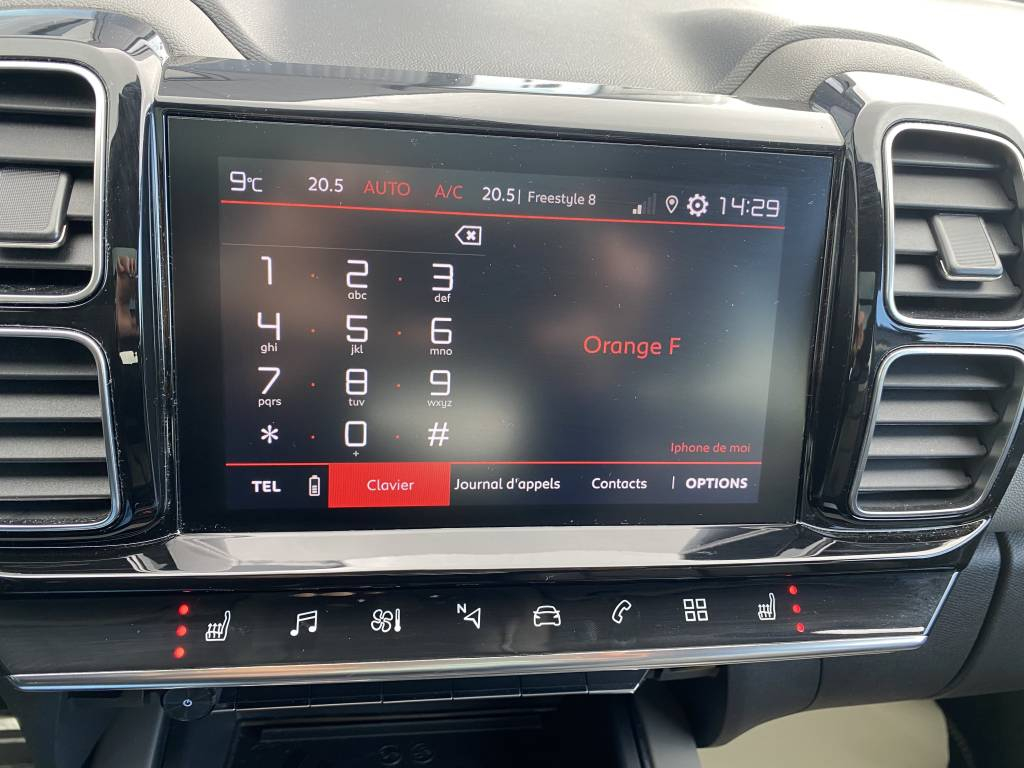 9°C 20.5 AUTO A/C 20.5 | Freestyle 8 14:29
1 2 3
abc def
4 5 6
ghi jkl mno
Orange F
7 8 9
pqrs tuv wxyz
* 0 #
+
Iphone de moi
TEL Clavier Journal d'appels Contacts | OPTIONS
N